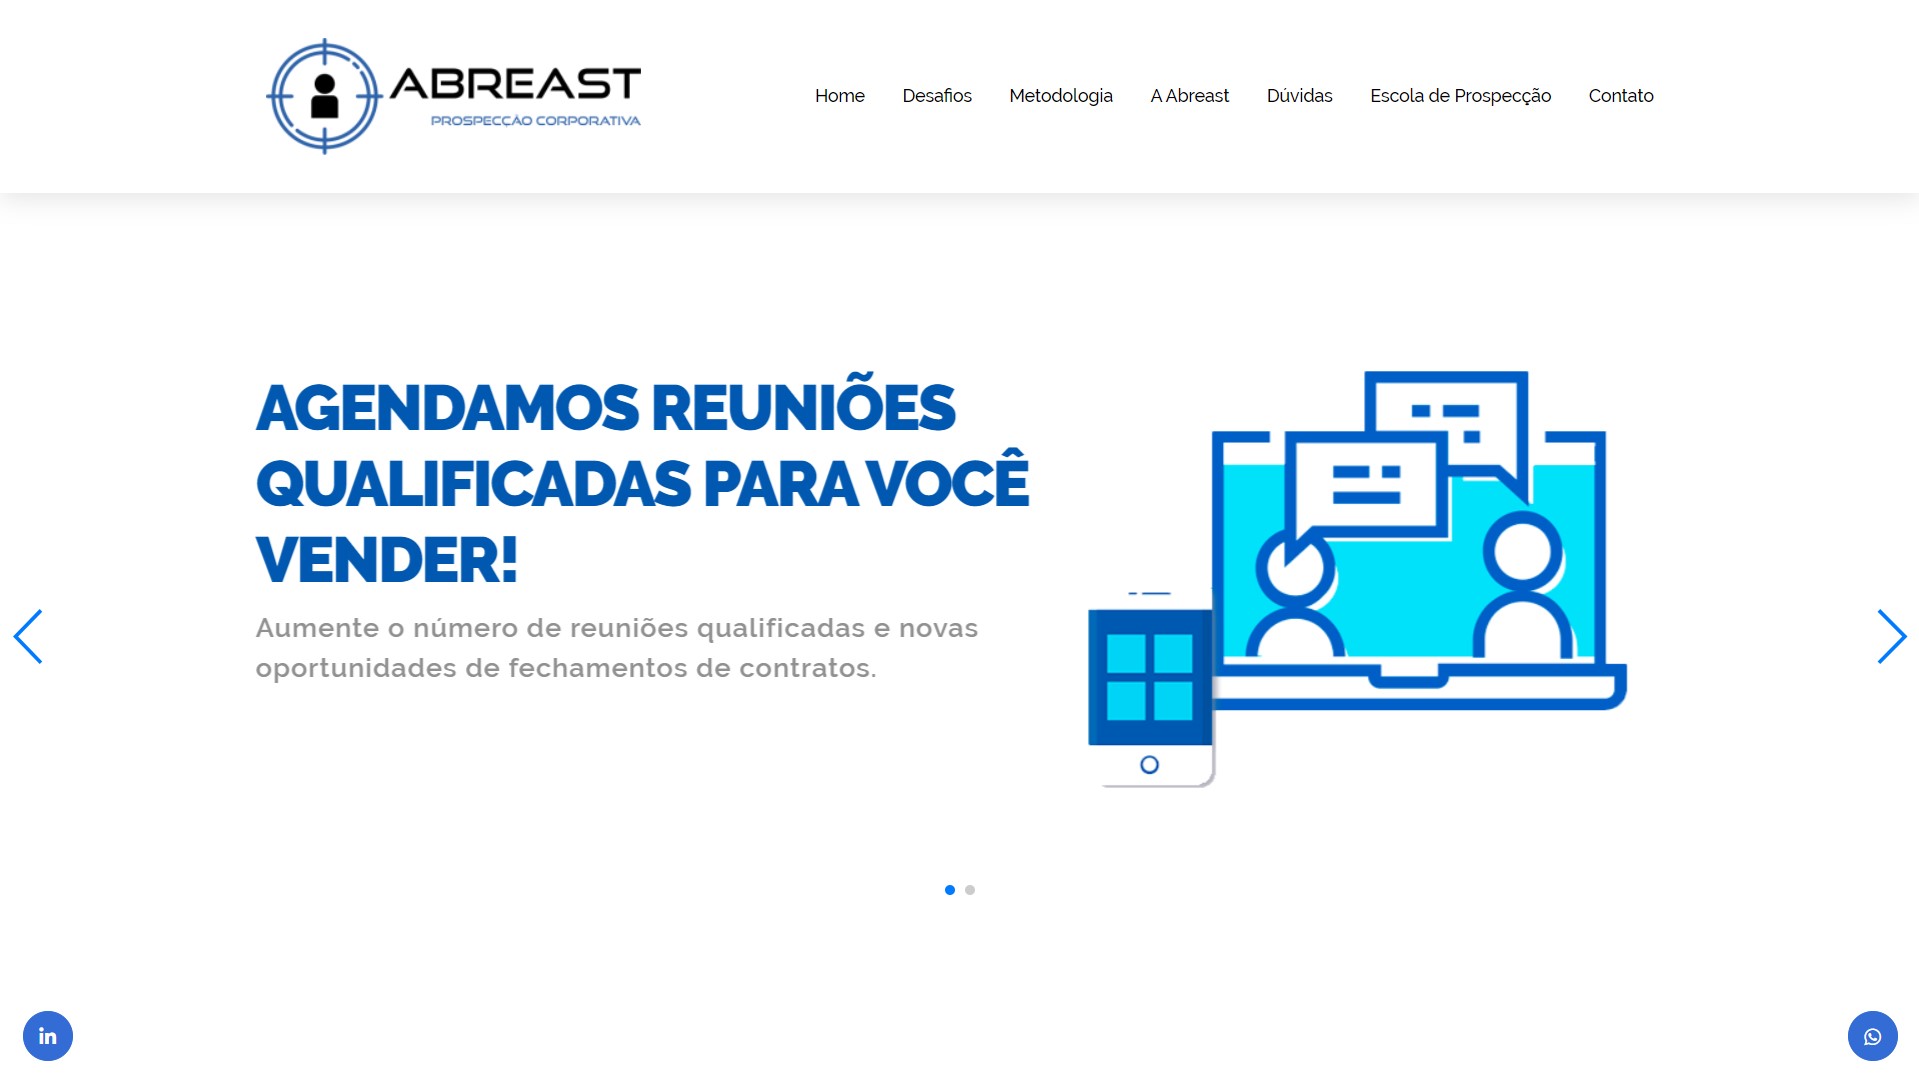 ABREAST
PROSPECÇÃO CORPORATIVA
Home
Desafios
Metodologia
A Abreast
Dúvidas
Escola de Prospecção
Contato
AGENDAMOS REUNIÕES
QUALIFICADAS PARA VOCÊ
VENDER!
Aumente o número de reuniões qualificadas e novas
oportunidades de fechamentos de contratos.
in